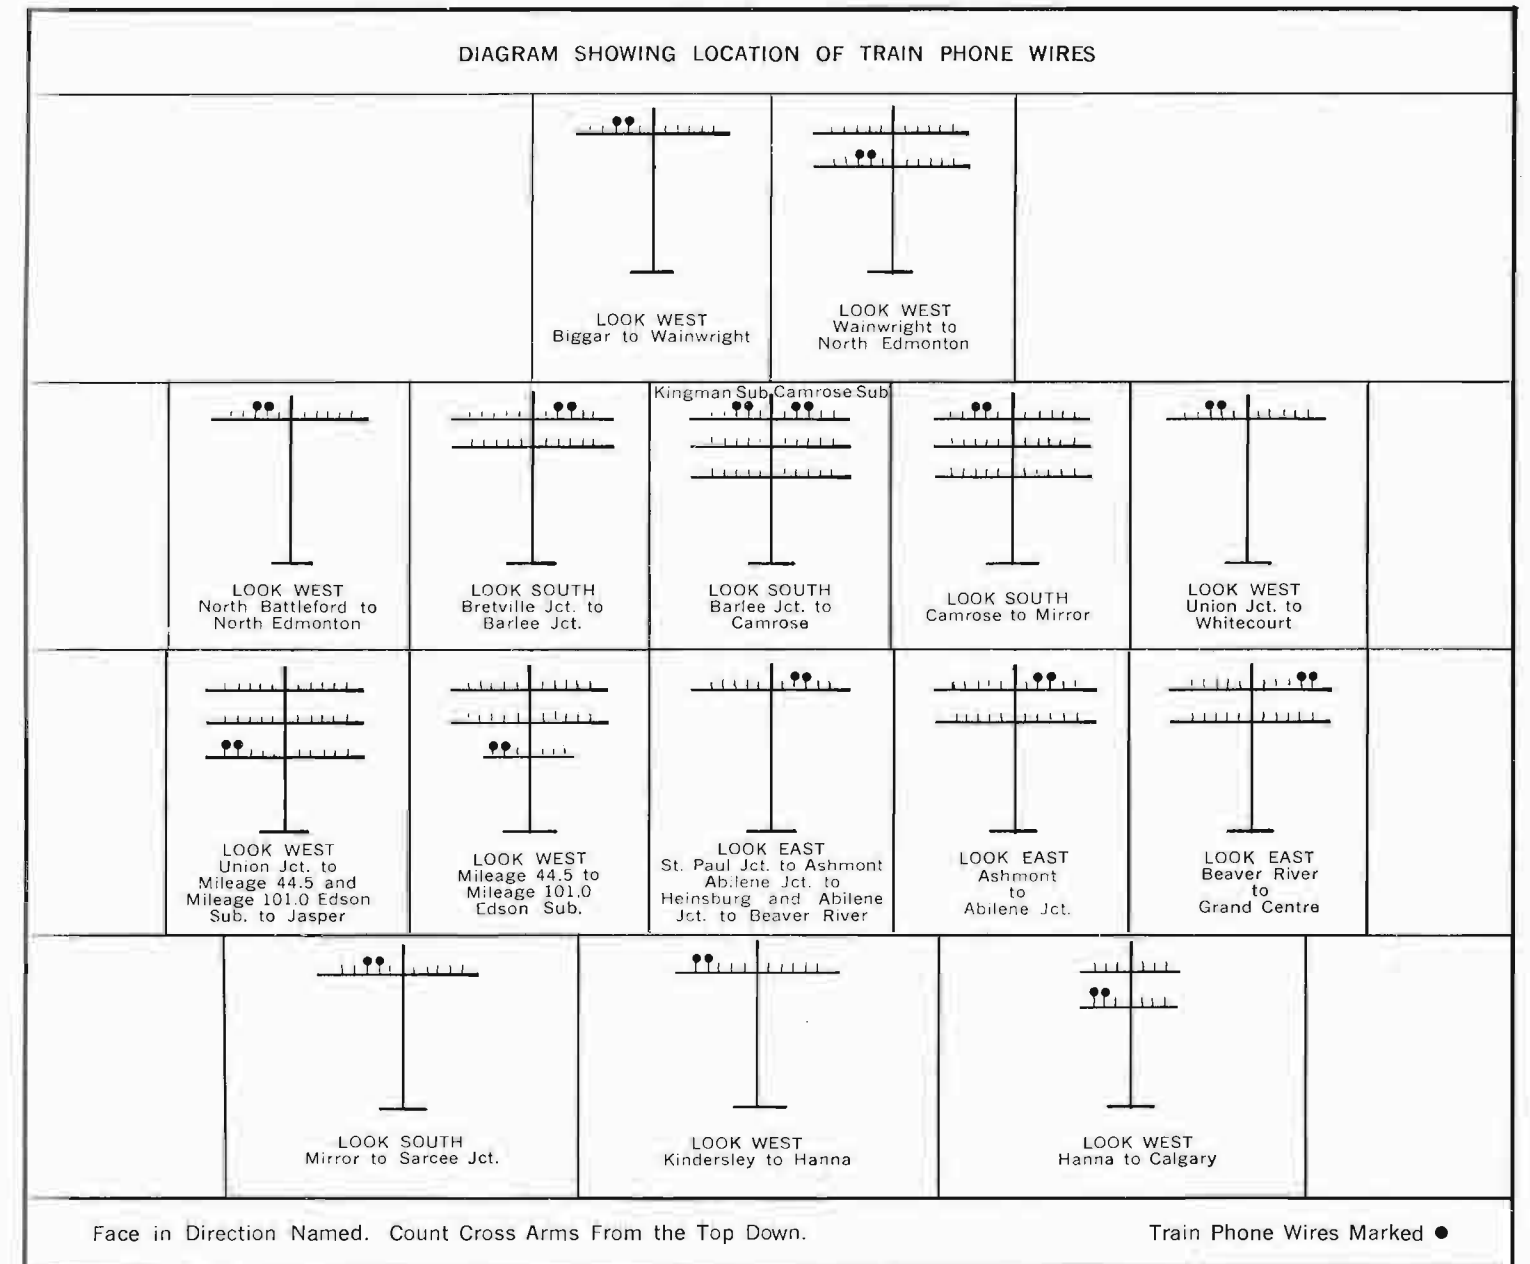 DIAGRAM SHOWING LOCATION OF TRAIN PHONE WIRES
LOOK WEST
Biggar to Wainwright
LOOK WEST
Wainwright to
North Edmonton
LOOK WEST
North Battleford to
North Edmonton
LOOK SOUTH
Bretville Jct. to
Barlee Jct.
Kingman Sub Camrose Sub
LOOK SOUTH
Barlee Jct. to
Camrose
LOOK SOUTH
Camrose to Mirror
LOOK WEST
Union Jct. to
Whitecourt
LOOK WEST
Union Jct. to
Mileage 44.5 and
Mileage 101.0 Edson
Sub. to Jasper
LOOK WEST
Mileage 44.5 to
Mileage 101.0
Edson Sub.
LOOK EAST
St. Paul Jct. to Ashmont
Abilene Jct. to
Heinsburg and Abilene
Jct. to Beaver River
LOOK EAST
Ashmont
to
Abilene Jct.
LOOK EAST
Beaver River
to
Grand Centre
LOOK SOUTH
Mirror to Sarcee Jct.
LOOK WEST
Kindersley to Hanna
LOOK WEST
Hanna to Calgary
Face in Direction Named. Count Cross Arms From the Top Down.
Train Phone Wires Marked ●